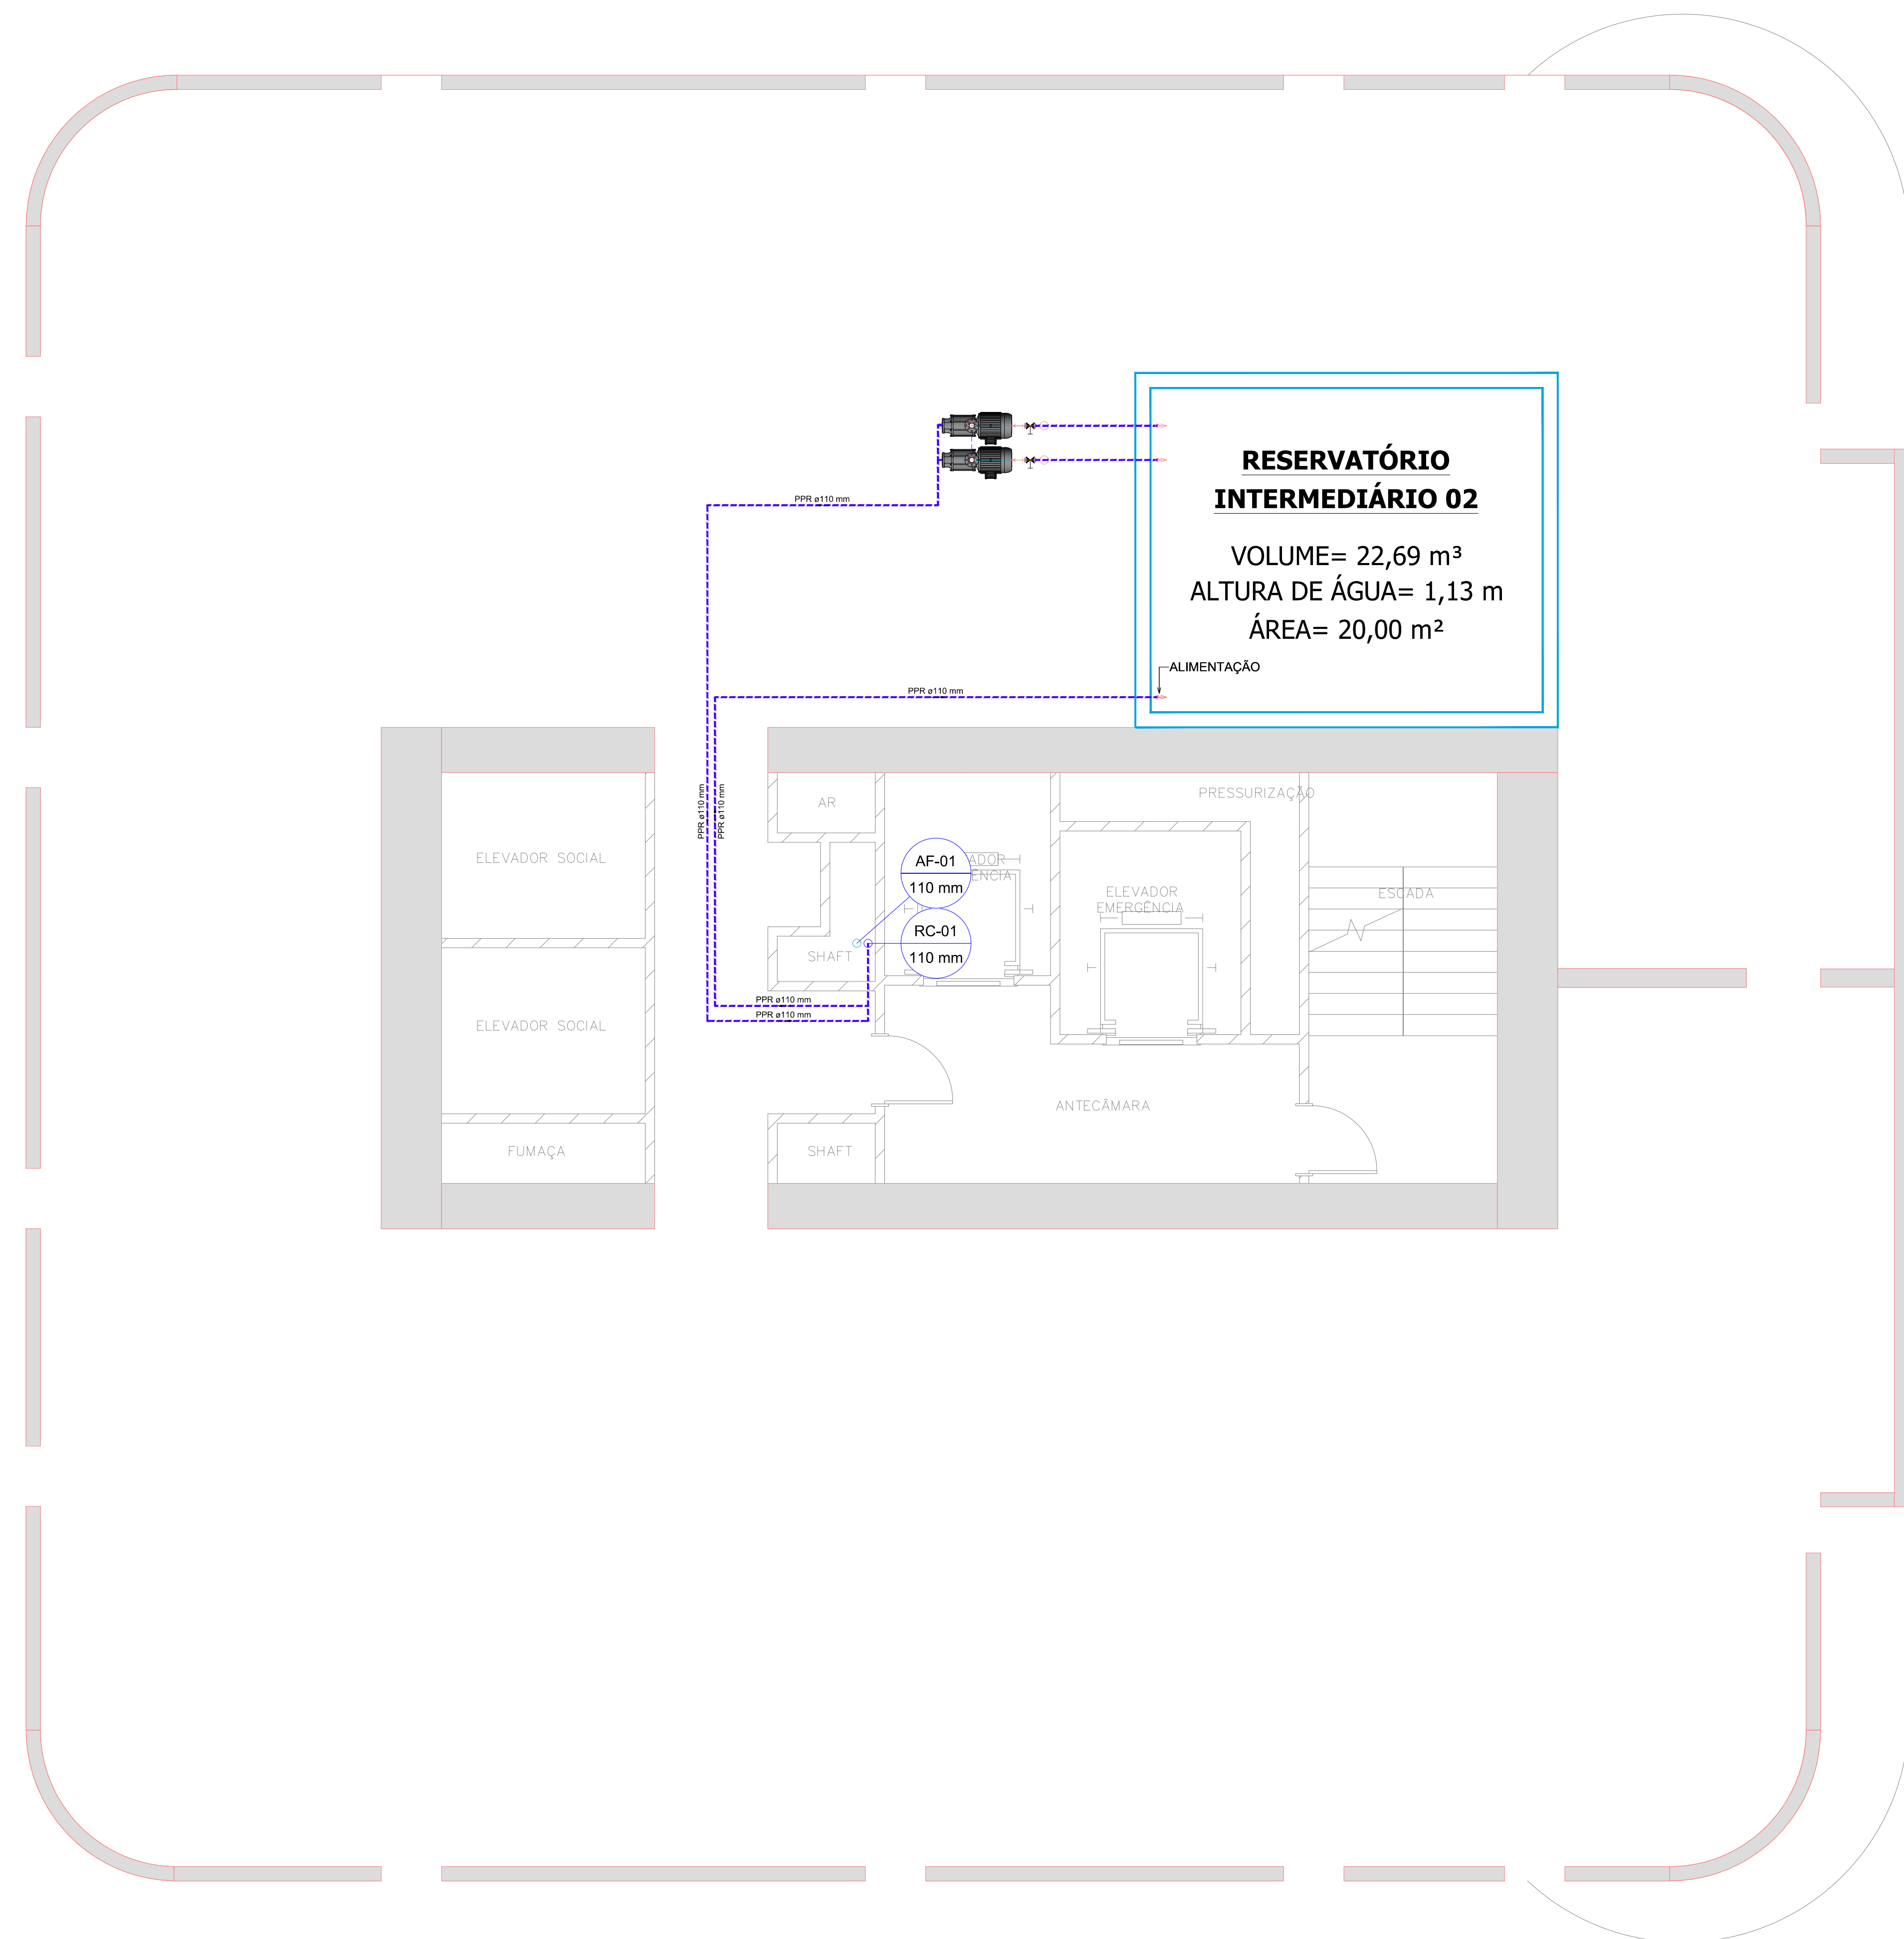 PPR ø110 mm
RESERVATÓRIO
INTERMEDIÁRIO 02
VOLUME= 22,69 m³
ALTURA DE ÁGUA= 1,13 m
ÁREA= 20,00 m²
ALIMENTAÇÃO
PPR ø110 mm
PPR ø110 mm
PPR ø110 mm
AR
PRESSURIZAÇÃO
ELEVADOR SOCIAL
AF-01
110 mm
ADOR
ÊNCIA
ELEVADOR
EMERGÊNCIA
ESCADA
RC-01
110 mm
SHAFT
PPR ø110 mm
PPR ø110 mm
ELEVADOR SOCIAL
ANTECÂMARA
FUMAÇA
SHAFT